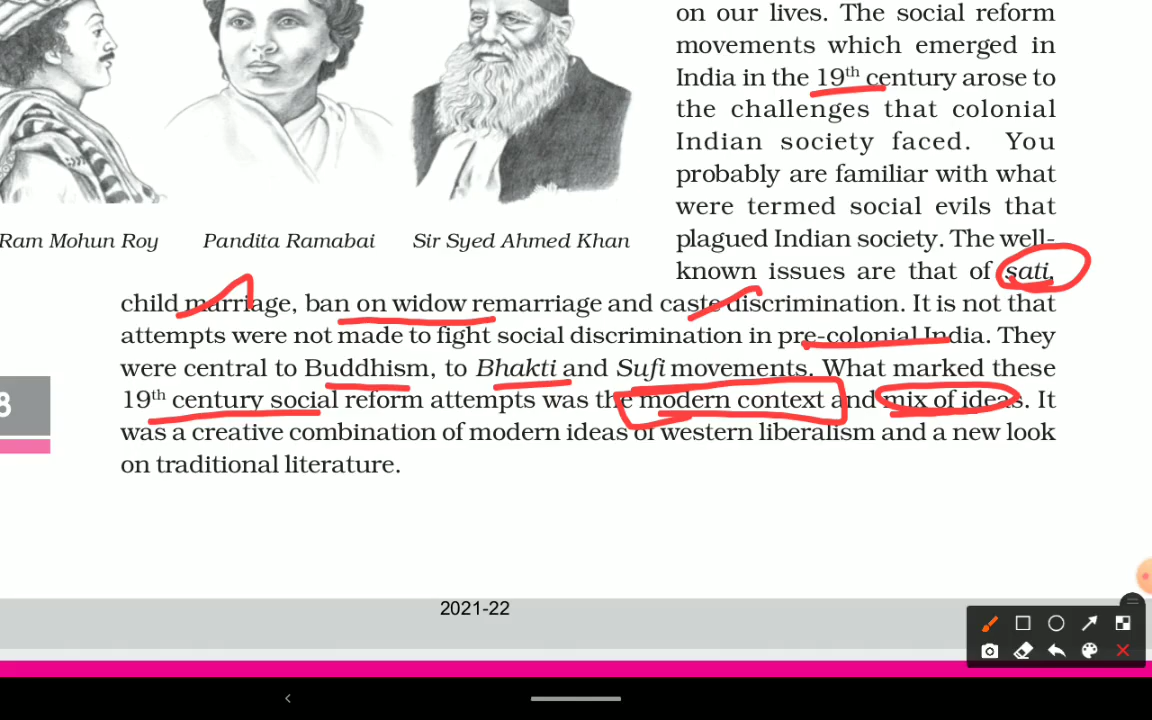 on our lives. The social reform
movements which emerged in
India in the 19th century arose to
the challenges that colonial
Indian society faced. You
probably are familiar with what
were termed social evils that
plagued Indian society. The well-
known issues are that of sati,
Ram Mohun Roy Pandita Ramabai Sir Syed Ahmed Khan
child marriage, ban on widow remarriage and caste discrimination. It is not that
attempts were not made to fight social discrimination in pre-colonial India. They
were central to Buddhism, to Bhakti and Sufi movements. What marked these
19th century social reform attempts was the modern context and mix of ideas. It
was a creative combination of modern ideas of western liberalism and a new look
on traditional literature.
8
2021-22